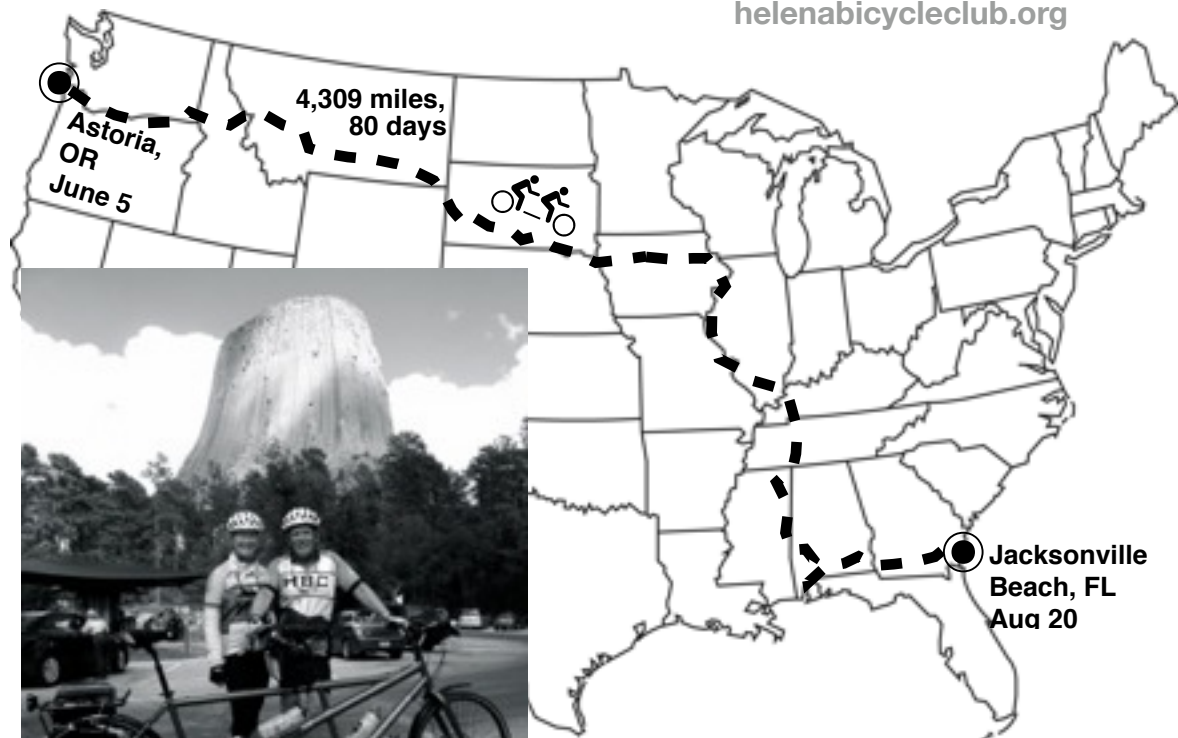 helenabicycleclub.org
4,309 miles,
80 days
Astoria,
OR
June 5
HBC
Jacksonville
Beach, FL
Aug 20